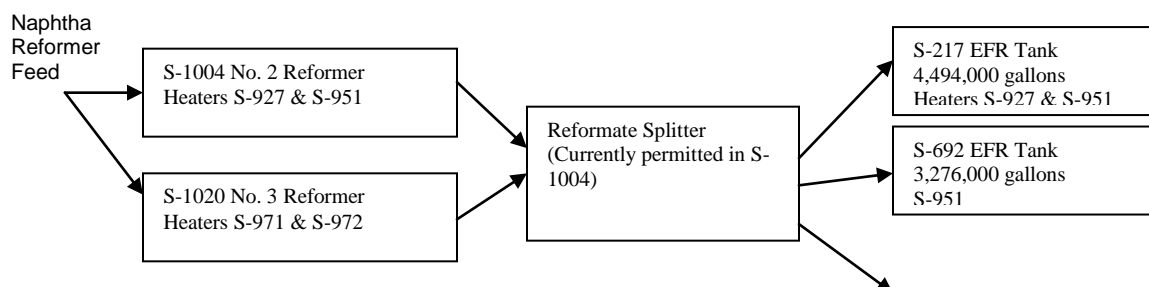 Naphtha
Reformer
Feed
S-1004 No. 2 Reformer
Heaters S-927 & S-951
S-1020 No. 3 Reformer
Heaters S-971 & S-972
Reformate Splitter
(Currently permitted in S-
1004)
S-217 EFR Tank
4,494,000 gallons
Heaters S-927 & S-951
S-692 EFR Tank
3,276,000 gallons
S-951